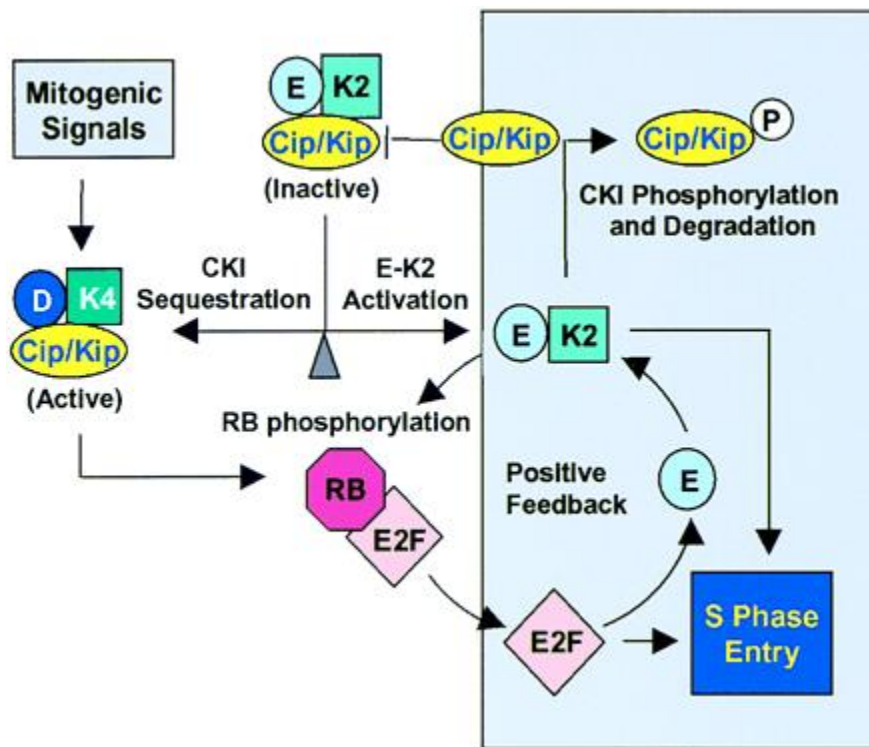 Mitogenic
Signals
E
K2
Cip/Kip
(Inactive)
Cip/Kip
Cip/Kip
P
CKI Phosphorylation
and Degradation
CKI
Sequestration
E-K2
Activation
D
K4
Cip/Kip
(Active)
E
K2
RB phosphorylation
RB
E2F
Positive
Feedback
E
E2F
S Phase
Entry